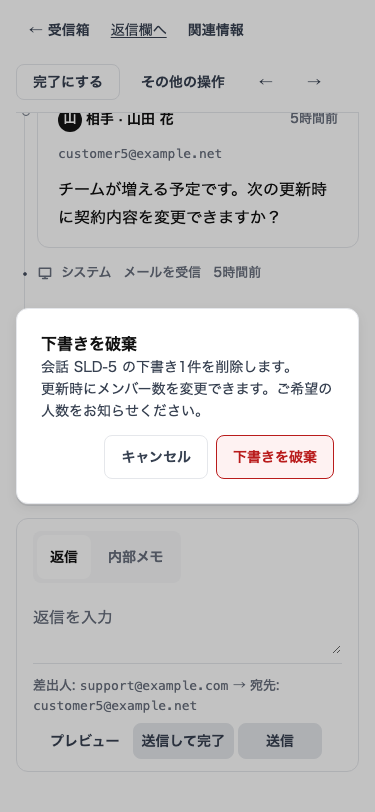 ← 受信箱 返信欄へ 関連情報
完了にする その他の操作 ← →
山 相手 · 山田 花 5時間前
customer5@example.net
チームが増える予定です。次の更新時
に契約内容を変更できますか？
システム メールを受信 5時間前
下書きを破棄
会話 SLD-5 の下書き1件を削除します。
更新時にメンバー数を変更できます。ご希望の
人数をお知らせください。
キャンセル 下書きを破棄
返信 内部メモ
返信を入力
差出人: support@example.com → 宛先:
customer5@example.net
プレビュー 送信して完了 送信